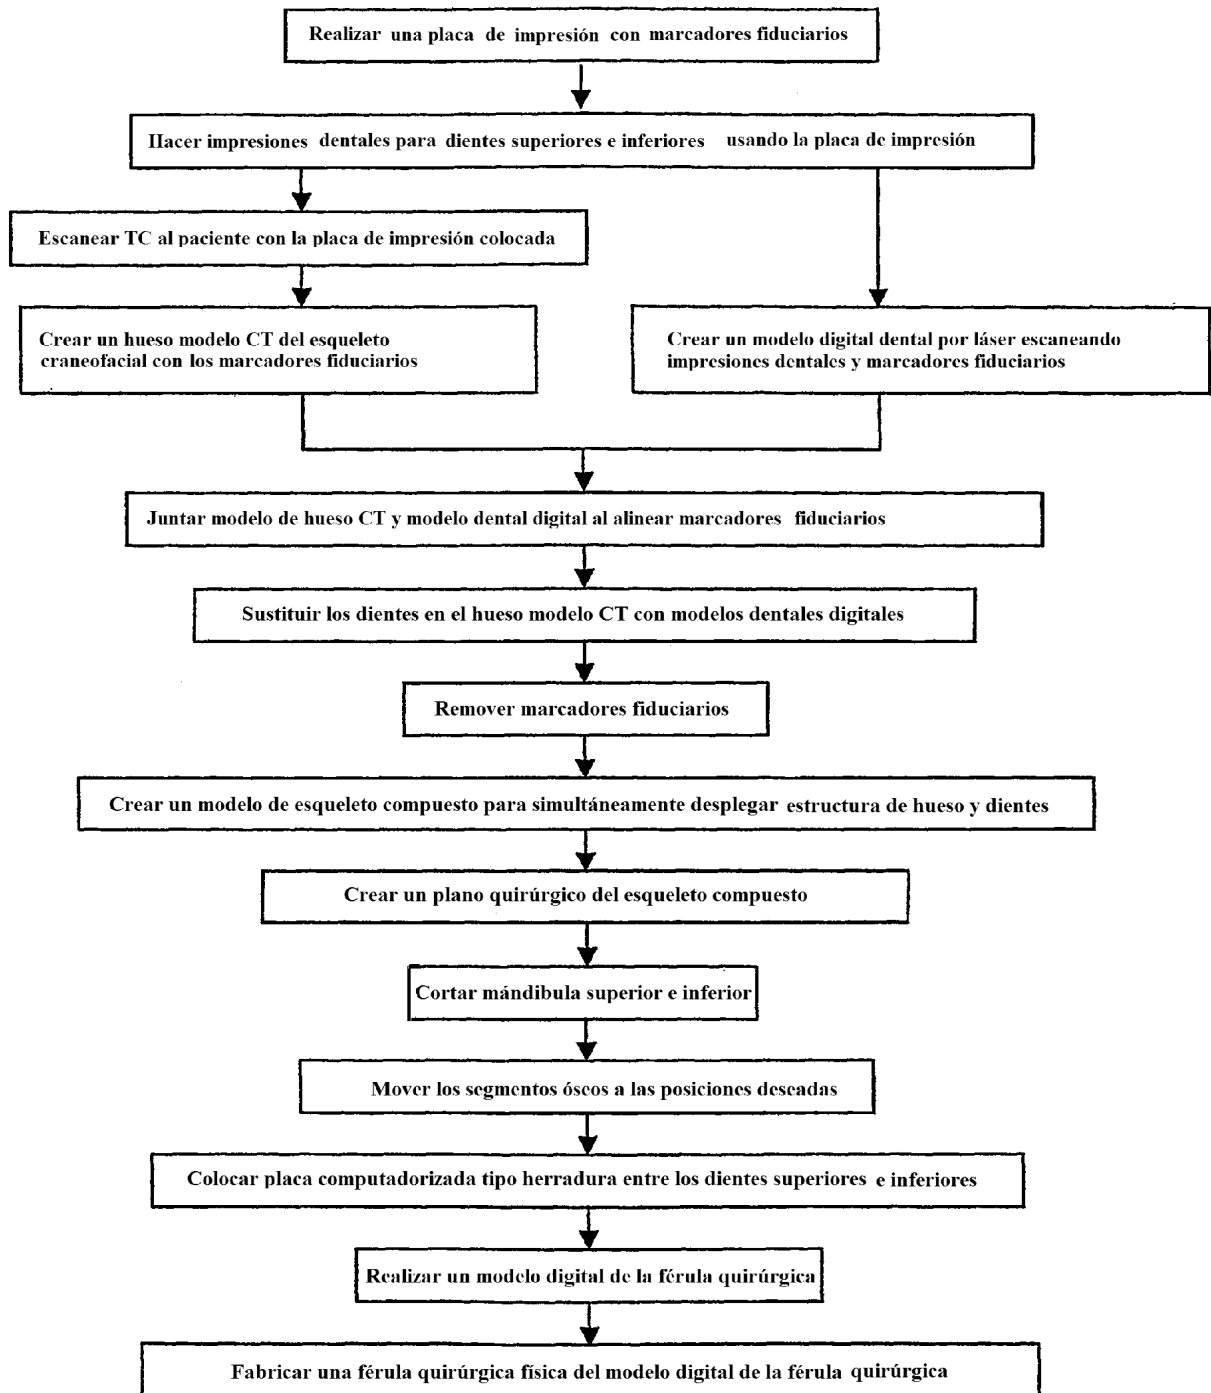 Realizar una placa de impresión con marcadores fiduciarios
Hacer impresiones dentales para dientes superiores e inferiores usando la placa de impresión
Escanear TC al paciente con la placa de impresión colocada
Crear un hueso modelo CT del esqueleto
craneofacial con los marcadores fiduciarios
Crear un modelo digital dental por láser escaneando
impresiones dentales y marcadores fiduciarios
Juntar modelo de hueso CT y modelo dental digital al alinear marcadores fiduciarios
Sustituir los dientes en el hueso modelo CT con modelos dentales digitales
Remover marcadores fiduciarios
Crear un modelo de esqueleto compuesto para simultáneamente desplegar estructura de hueso y dientes
Crear un plano quirúrgico del esqueleto compuesto
Cortar mándibula superior e inferior
Mover los segmentos óseos a las posiciones deseadas
Colocar placa computadorizada tipo herradura entre los dientes superiores e inferiores
Realizar un modelo digital de la férula quirúrgica
Fabricar una férula quirúrgica física del modelo digital de la férula quirúrgica